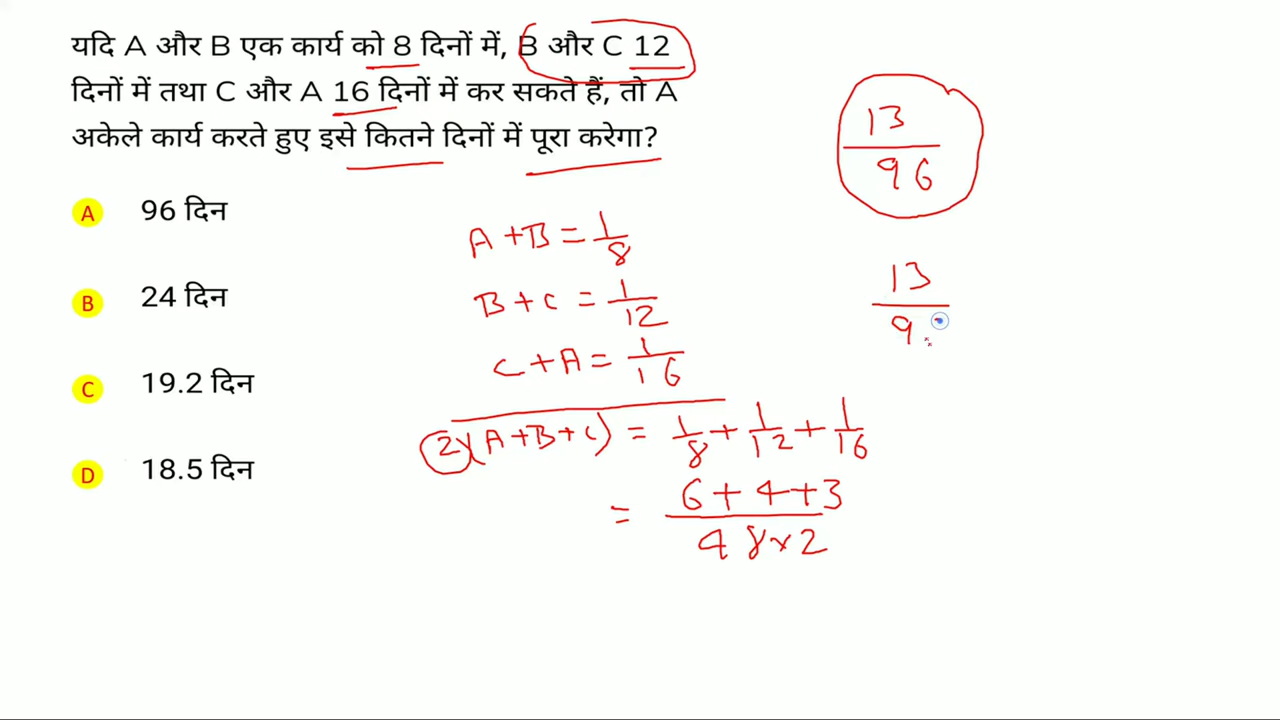 यदि A और B एक कार्य को 8 दिनों में, B और C 12
दिनों में तथा C और A 16 दिनों में कर सकते हैं, तो A
अकेले कार्य करते हुए इसे कितने दिनों में पूरा करेगा?
A 96 दिन
B 24 दिन
C 19.2 दिन
D 18.5 दिन
A + B = 1/8
B + C = 1/12
C + A = 1/16
2(A + B + C) = 1/8 + 1/12 + 1/16
= 6 + 4 + 3 / 48 × 2
13/96
13/9